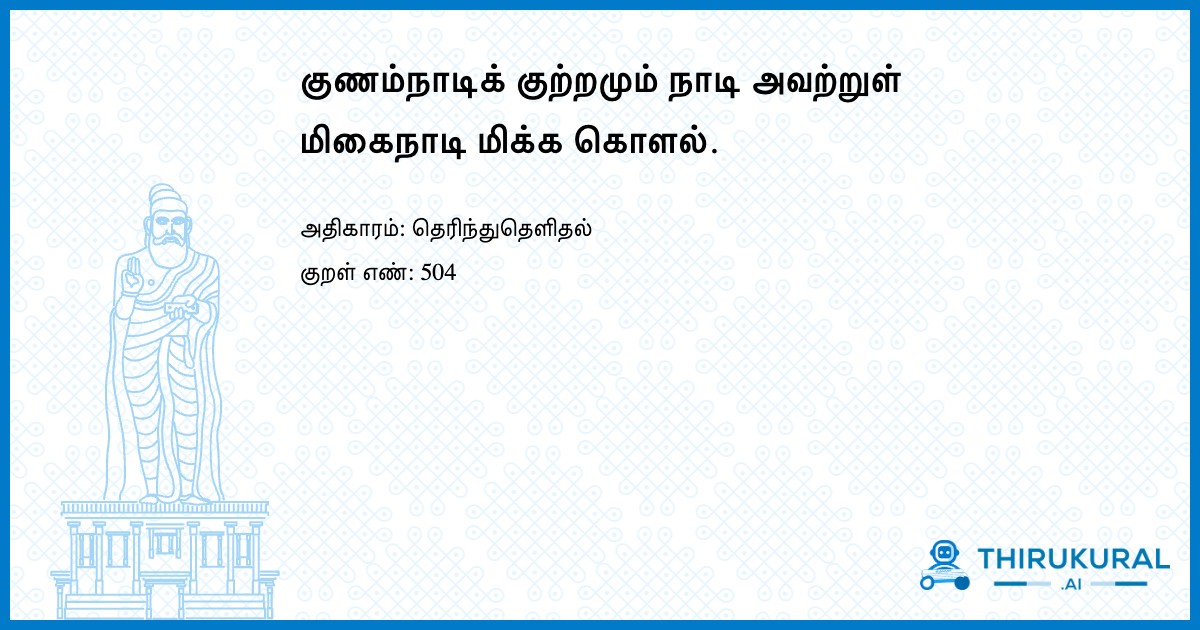 குணம்நாடிக் குற்றமும் நாடி அவற்றுள்
மிகைநாடி மிக்க கொளல்.
அதிகாரம்: தெரிந்துதெளிதல்
குறள் எண்: 504
THIRUKURAL
.AI